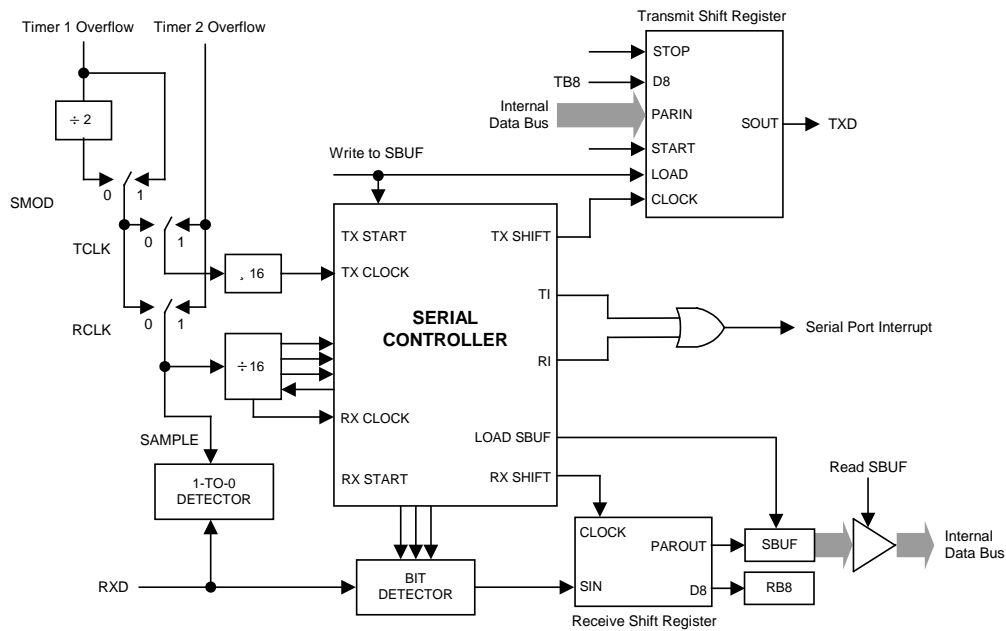 Timer 1 Overflow
Timer 2 Overflow
Transmit Shift Register
STOP
TB8
D8
÷ 2
Internal
Data Bus
PARIN
SOUT
TXD
START
Write to SBUF
LOAD
0
1
SMOD
CLOCK
TX START
TX SHIFT
TCLK
0
1
¸ 16
TX CLOCK
TI
SERIAL
CONTROLLER
Serial Port Interrupt
RCLK
0
1
÷ 16
RI
RX CLOCK
SAMPLE
LOAD SBUF
1-TO-0
DETECTOR
RX START
RX SHIFT
Read SBUF
CLOCK
PAROUT
SBUF
Internal
Data Bus
RXD
BIT
DETECTOR
SIN
D8
RB8
Receive Shift Register